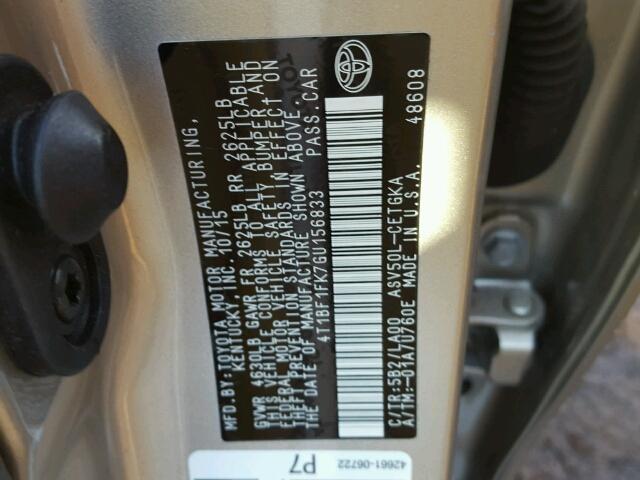 MFD.BY:TOYOTA MOTOR MANUFACTURING,
KENTUCKY, INC. 10/15
GVWR 4630LB GAWR FR 2625LB RR 2625LB
THIS VEHICLE CONFORMS TO ALL APPLICABLE
FEDERAL MOTOR VEHICLE SAFETY, BUMPER,AND
THEFT PREVENTION STANDARDS IN EFFECT ON
THE DATE OF MANUFACTURE SHOWN ABOVE.
4T1BF1FK7GU156833 PASS.CAR
TOYOTA
C/TR:5B2/LA00 ASV50L-CETGKA
A/TM:-01A/U760E MADE IN U.S.A.
48608
42661-06722
P7